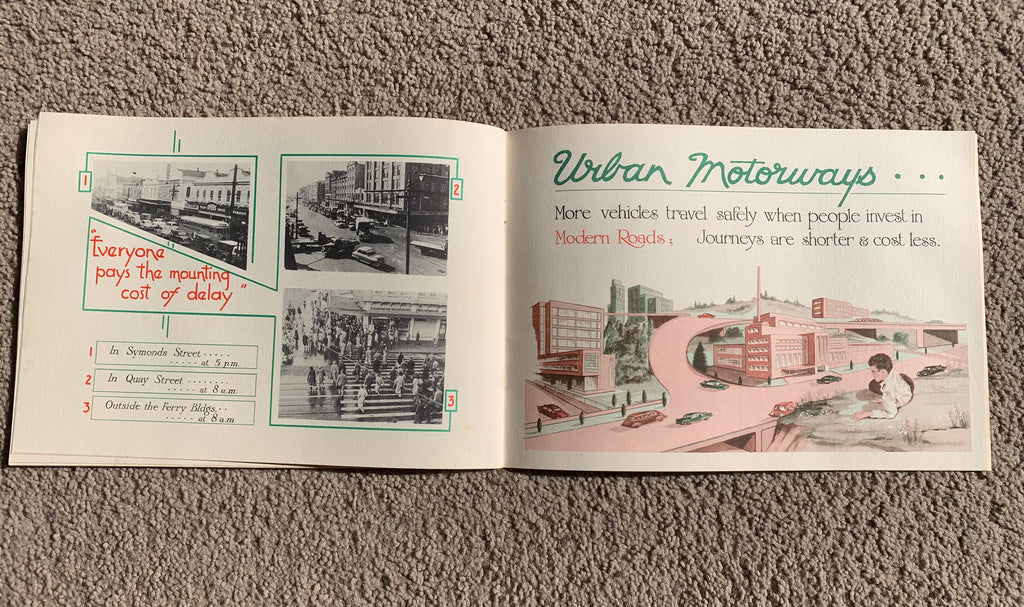 1
2
"Everyone
pays the mounting
cost of delay"
1 In Symonds Street . . . . .
. . . . . at 5 p.m.
2 In Quay Street . . . . . . . .
. . . . . at 8 a.m.
3 Outside the Ferry Bldgs. . .
. . . . . at 8 a.m
3
Urban Motorways . . .
More vehicles travel safely when people invest in
Modern Roads; Journeys are shorter & cost less.